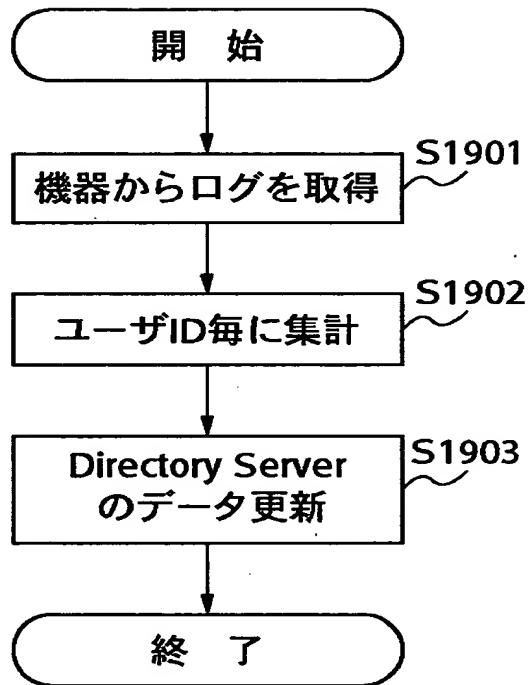 開 始
S1901
機器からログを取得
S1902
ユーザID毎に集計
S1903
Directory Server
のデータ更新
終 了